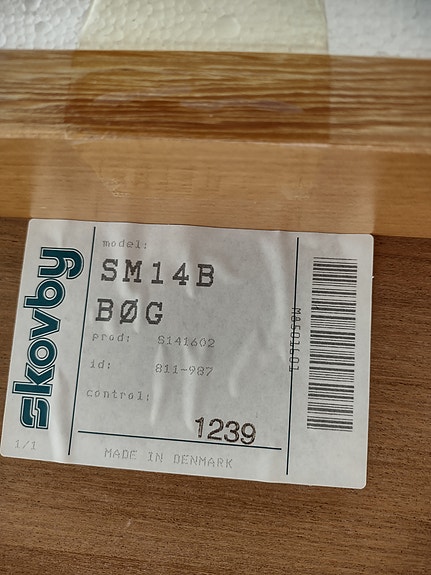 skovby
model:
SM14B
BØG
prod: S141602
id: 811-987
control:
1239
1/1
MADE IN DENMARK